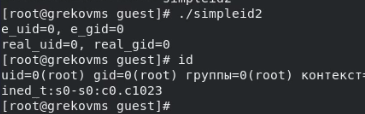 [root@grekovms guest]# ./simpleid2
e_uid=0, e_gid=0
real_uid=0, real_gid=0
[root@grekovms guest]# id
uid=0(root) gid=0(root) группы=0(root) контекст=
ined_t:s0-s0:c0.c1023
[root@grekovms guest]#